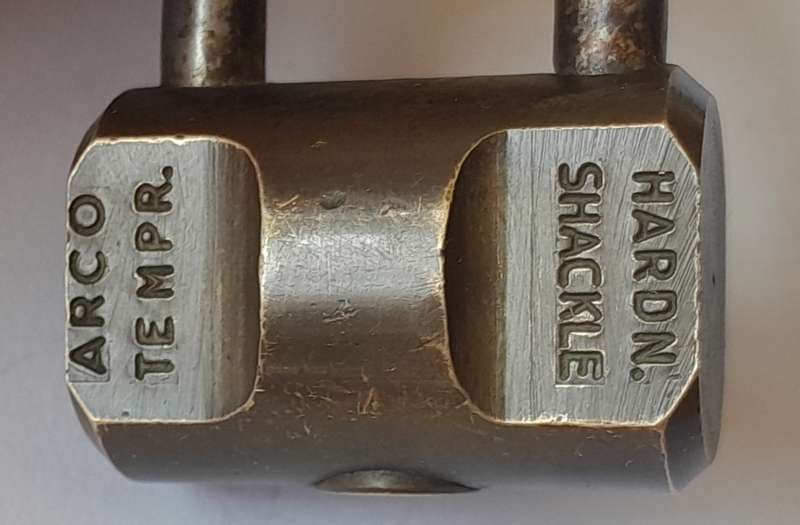 ARCO
TEMPR.
HARDN.
SHACKLE